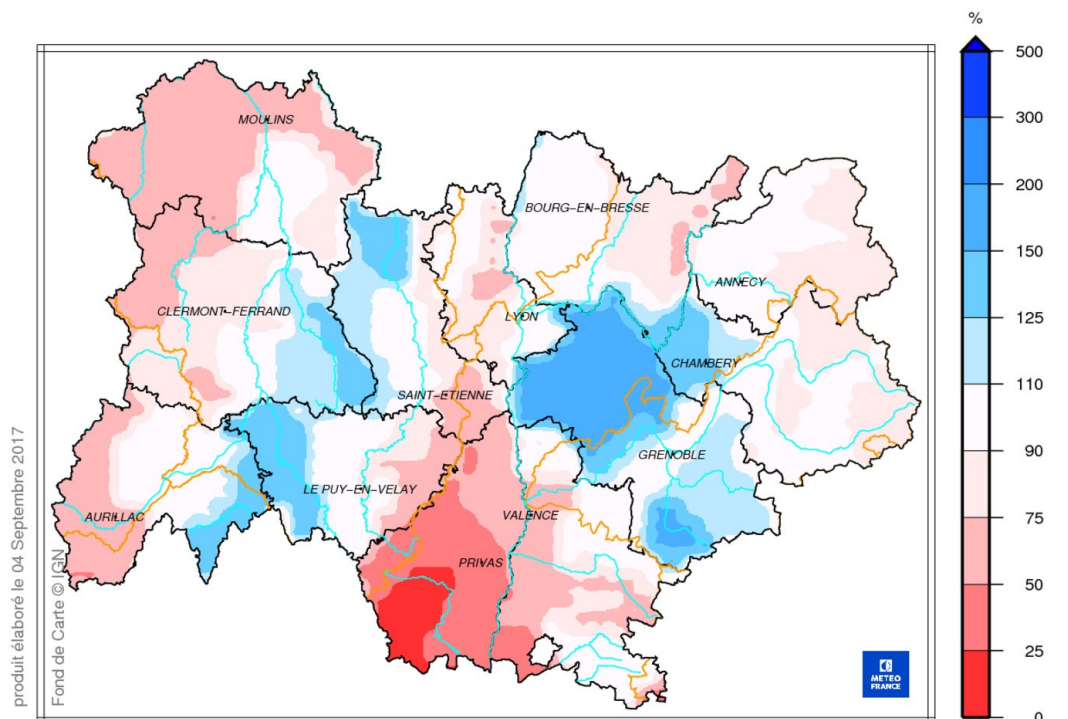 %
500
300
200
150
125
110
90
75
50
25
0
MOULINS
BOURG-EN-BRESSE
ANNECY
CLERMONT-FERRAND
LYON
CHAMBERY
SAINT-ETIENNE
GRENOBLE
LE PUY-EN-VELAY
AURILLAC
VALENCE
PRIVAS
produit élaboré le 04 Septembre 2017
Fond de Carte © IGN
METEO
FRANCE